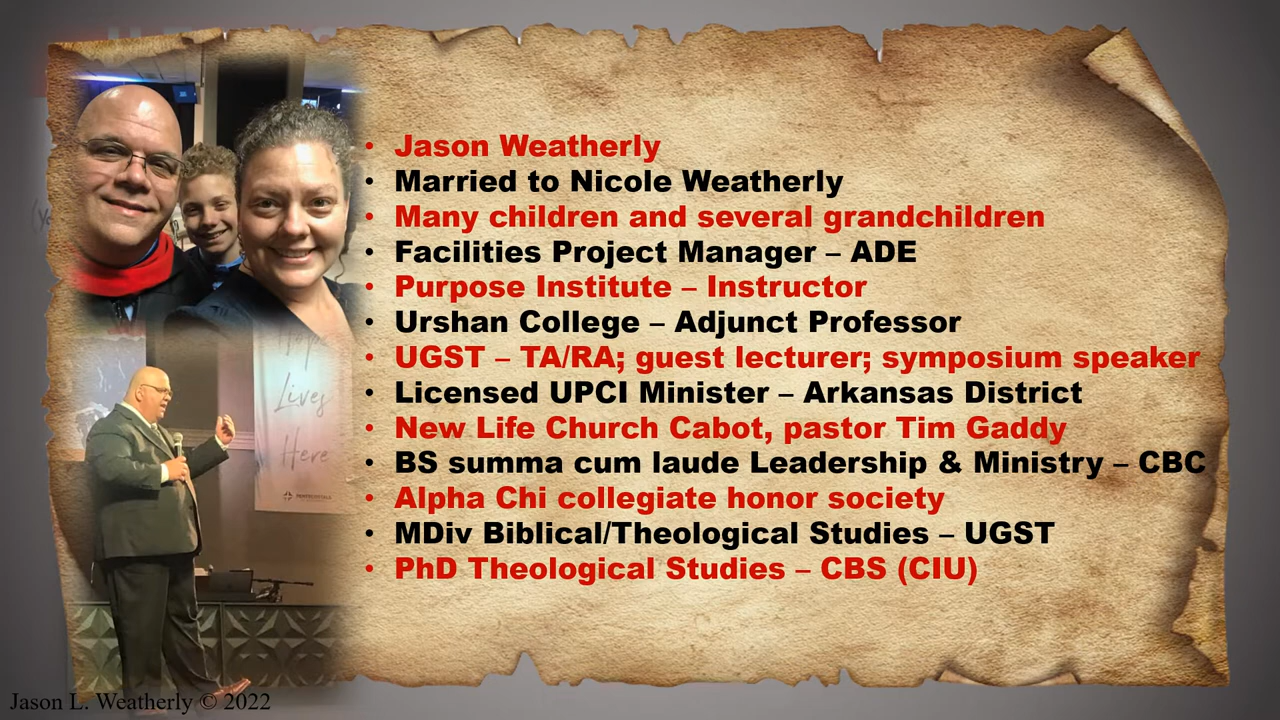 • Jason Weatherly
• Married to Nicole Weatherly
• Many children and several grandchildren
• Facilities Project Manager – ADE
• Purpose Institute – Instructor
• Urshan College – Adjunct Professor
• UGST – TA/RA; guest lecturer; symposium speaker
• Licensed UPCI Minister – Arkansas District
• New Life Church Cabot, pastor Tim Gaddy
• BS summa cum laude Leadership & Ministry – CBC
• Alpha Chi collegiate honor society
• MDiv Biblical/Theological Studies – UGST
• PhD Theological Studies – CBS (CIU)
Hope
Lives
Here
Jason L. Weatherly © 2022